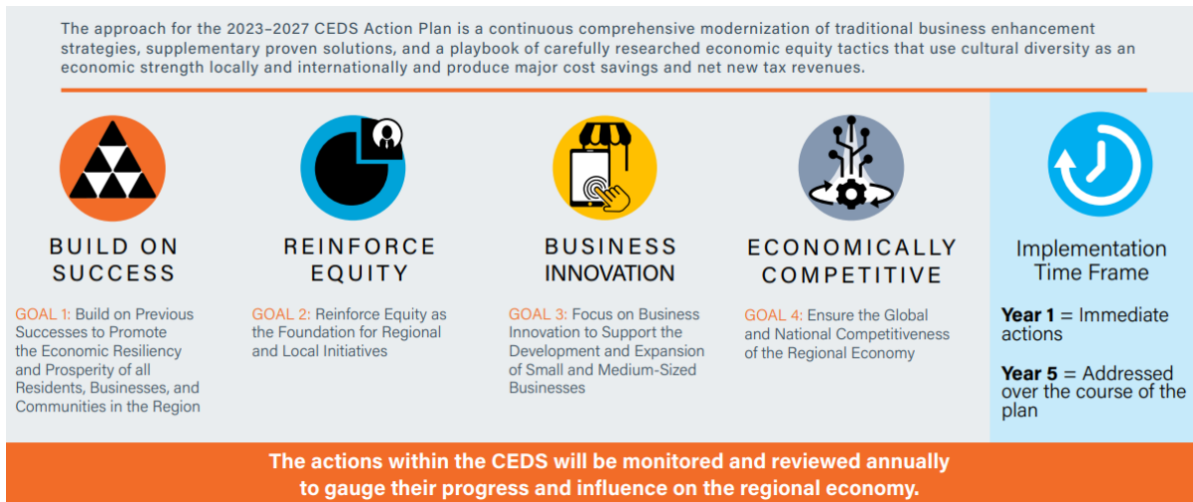 The approach for the 2023–2027 CEDS Action Plan is a continuous comprehensive modernization of traditional business enhancement
strategies, supplementary proven solutions, and a playbook of carefully researched economic equity tactics that use cultural diversity as an
economic strength locally and internationally and produce major cost savings and net new tax revenues.
BUILD ON
SUCCESS
GOAL 1: Build on Previous
Successes to Promote
the Economic Resiliency
and Prosperity of all
Residents, Businesses, and
Communities in the Region
REINFORCE
EQUITY
GOAL 2: Reinforce Equity as
the Foundation for Regional
and Local Initiatives
BUSINESS
INNOVATION
GOAL 3: Focus on Business
Innovation to Support the
Development and Expansion
of Small and Medium-Sized
Businesses
ECONOMICALLY
COMPETITIVE
GOAL 4: Ensure the Global
and National Competitiveness
of the Regional Economy
Implementation
Time Frame
Year 1 = Immediate
actions
Year 5 = Addressed
over the course of the
plan
The actions within the CEDS will be monitored and reviewed annually
to gauge their progress and influence on the regional economy.